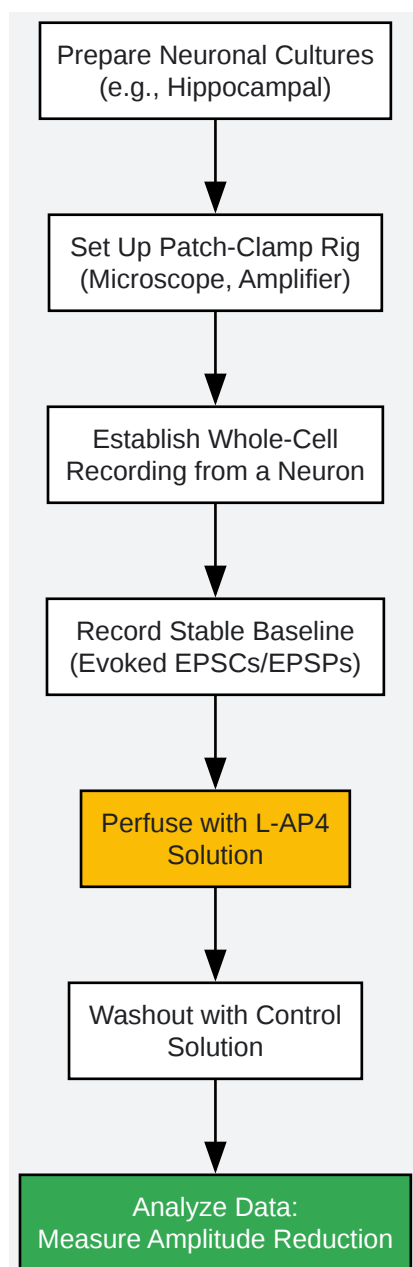 Prepare Neuronal Cultures
(e.g., Hippocampal)
Set Up Patch-Clamp Rig
(Microscope, Amplifier)
Establish Whole-Cell
Recording from a Neuron
Record Stable Baseline
(Evoked EPSCs/EPSPs)
Perfuse with L-AP4
Solution
Washout with Control
Solution
Analyze Data:
Measure Amplitude Reduction